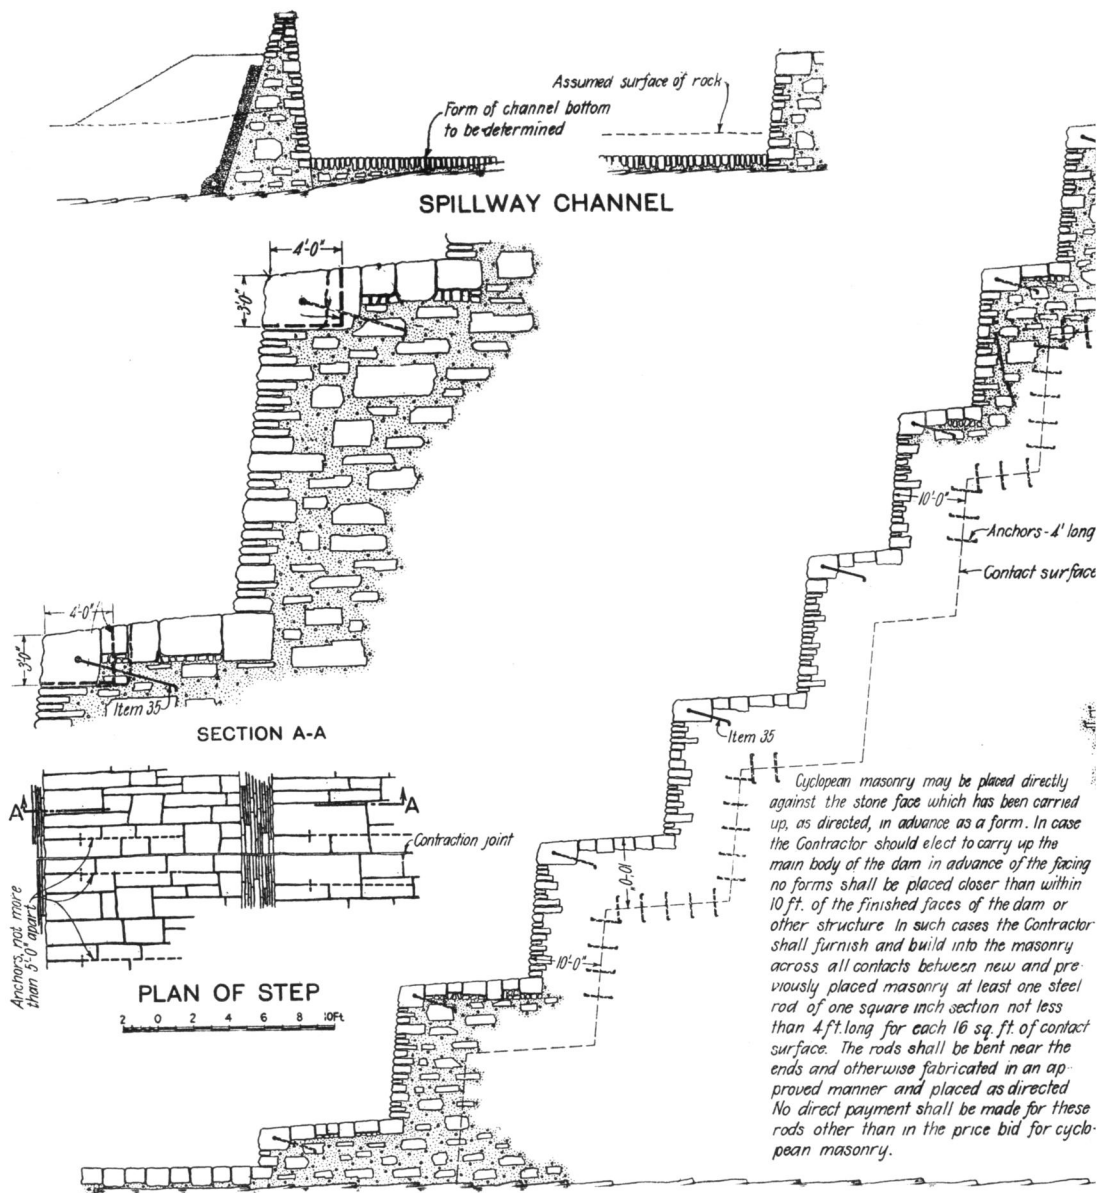 Assumed surface of rock
Form of channel bottom
to be determined
SPILLWAY CHANNEL
4'-0"
3'-0"
4'-0"
3'-0"
Item 35
SECTION A-A
A
A
Contraction joint
Anchors, not more
than 5'-0" apart
PLAN OF STEP
2 0 2 4 6 8 10Ft.
10'-0"
Anchors-4' long
Contact surface
Item 35
10'-0"
10'-0"
Cyclopean masonry may be placed directly
against the stone face which has been carried
up, as directed, in advance as a form. In case
the Contractor should elect to carry up the
main body of the dam in advance of the facing
no forms shall be placed closer than within
10 ft. of the finished faces of the dam or
other structure In such cases the Contractor
shall furnish and build into the masonry
across all contacts between new and pre-
viously placed masonry at least one steel
rod of one square inch section not less
than 4 ft. long for each 16 sq. ft. of contact
surface. The rods shall be bent near the
ends and otherwise fabricated in an ap-
proved manner and placed as directed
No direct payment shall be made for these
rods other than in the price bid for cyclo-
pean masonry.